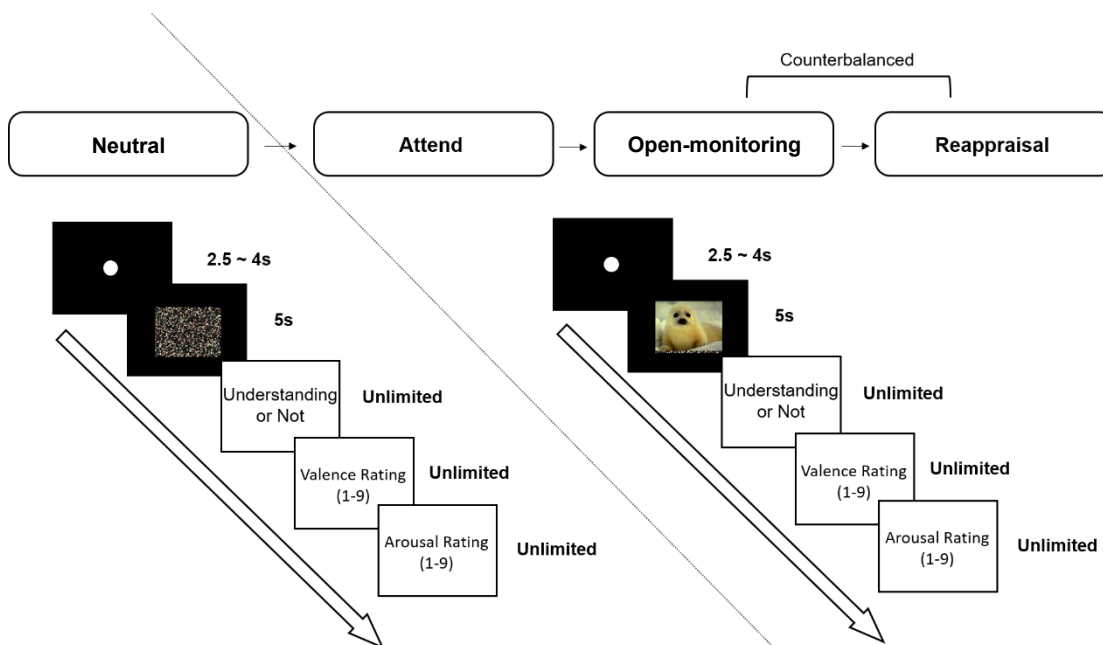 Counterbalanced
Neutral
Attend
Open-monitoring
Reappraisal
2.5 ~ 4s
5s
Understanding
or Not
Unlimited
Valence Rating
(1-9)
Unlimited
Arousal Rating
(1-9)
Unlimited
2.5 ~ 4s
5s
Understanding
or Not
Unlimited
Valence Rating
(1-9)
Unlimited
Arousal Rating
(1-9)
Unlimited